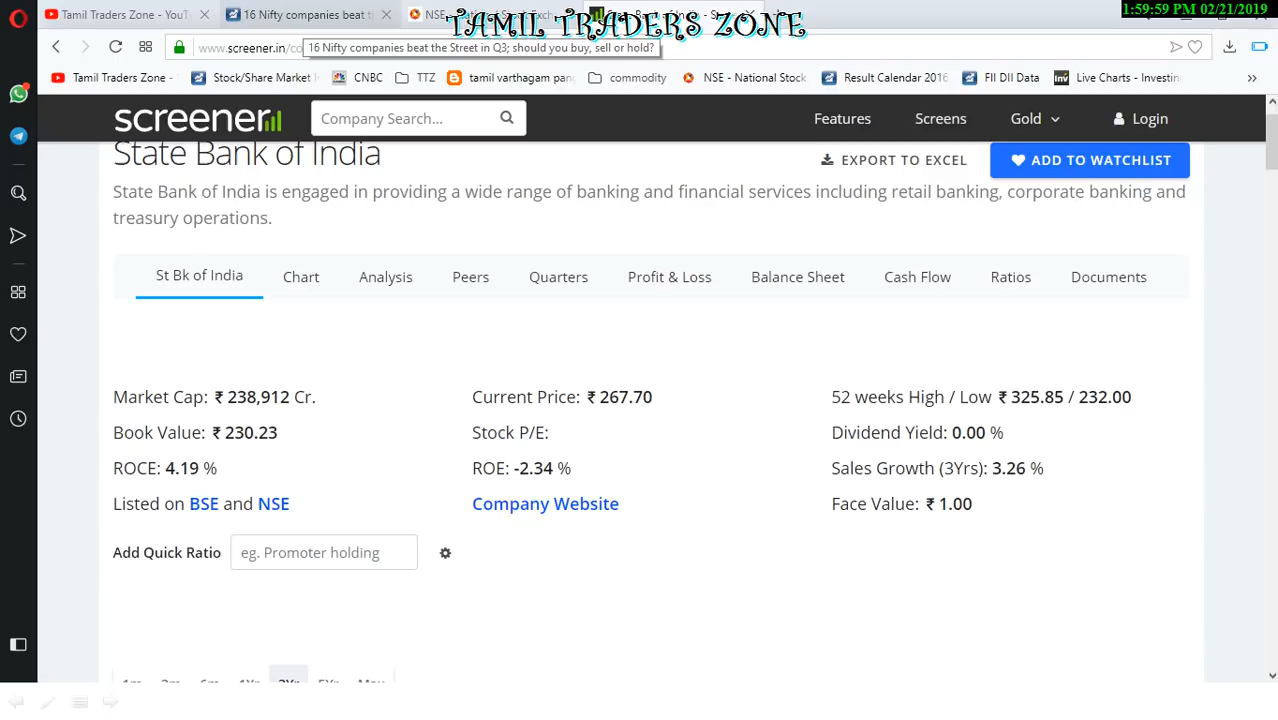 1:59:59 PM 02/21/2019
TAMIL TRADERS ZONE
Tamil Traders Zone - YouT
16 Nifty companies beat t
NSE
www.screener.in/co
16 Nifty companies beat the Street in Q3; should you buy, sell or hold?
Tamil Traders Zone -
Stock/Share Market
CNBC
TTZ
tamil varthagam pan
commodity
NSE - National Stock
Result Calendar 2016
FII DII Data
Inv
Live Charts - Investin
»
screener
Company Search...
Features
Screens
Gold
Login
State Bank of India
EXPORT TO EXCEL
ADD TO WATCHLIST
State Bank of India is engaged in providing a wide range of banking and financial services including retail banking, corporate banking and
treasury operations.
St Bk of India
Chart
Analysis
Peers
Quarters
Profit & Loss
Balance Sheet
Cash Flow
Ratios
Documents
Market Cap: ₹ 238,912 Cr.
Current Price: ₹ 267.70
52 weeks High / Low ₹ 325.85 / 232.00
Book Value: ₹ 230.23
Stock P/E:
Dividend Yield: 0.00 %
ROCE: 4.19 %
ROE: -2.34 %
Sales Growth (3Yrs): 3.26 %
Listed on BSE and NSE
Company Website
Face Value: ₹ 1.00
Add Quick Ratio
eg. Promoter holding